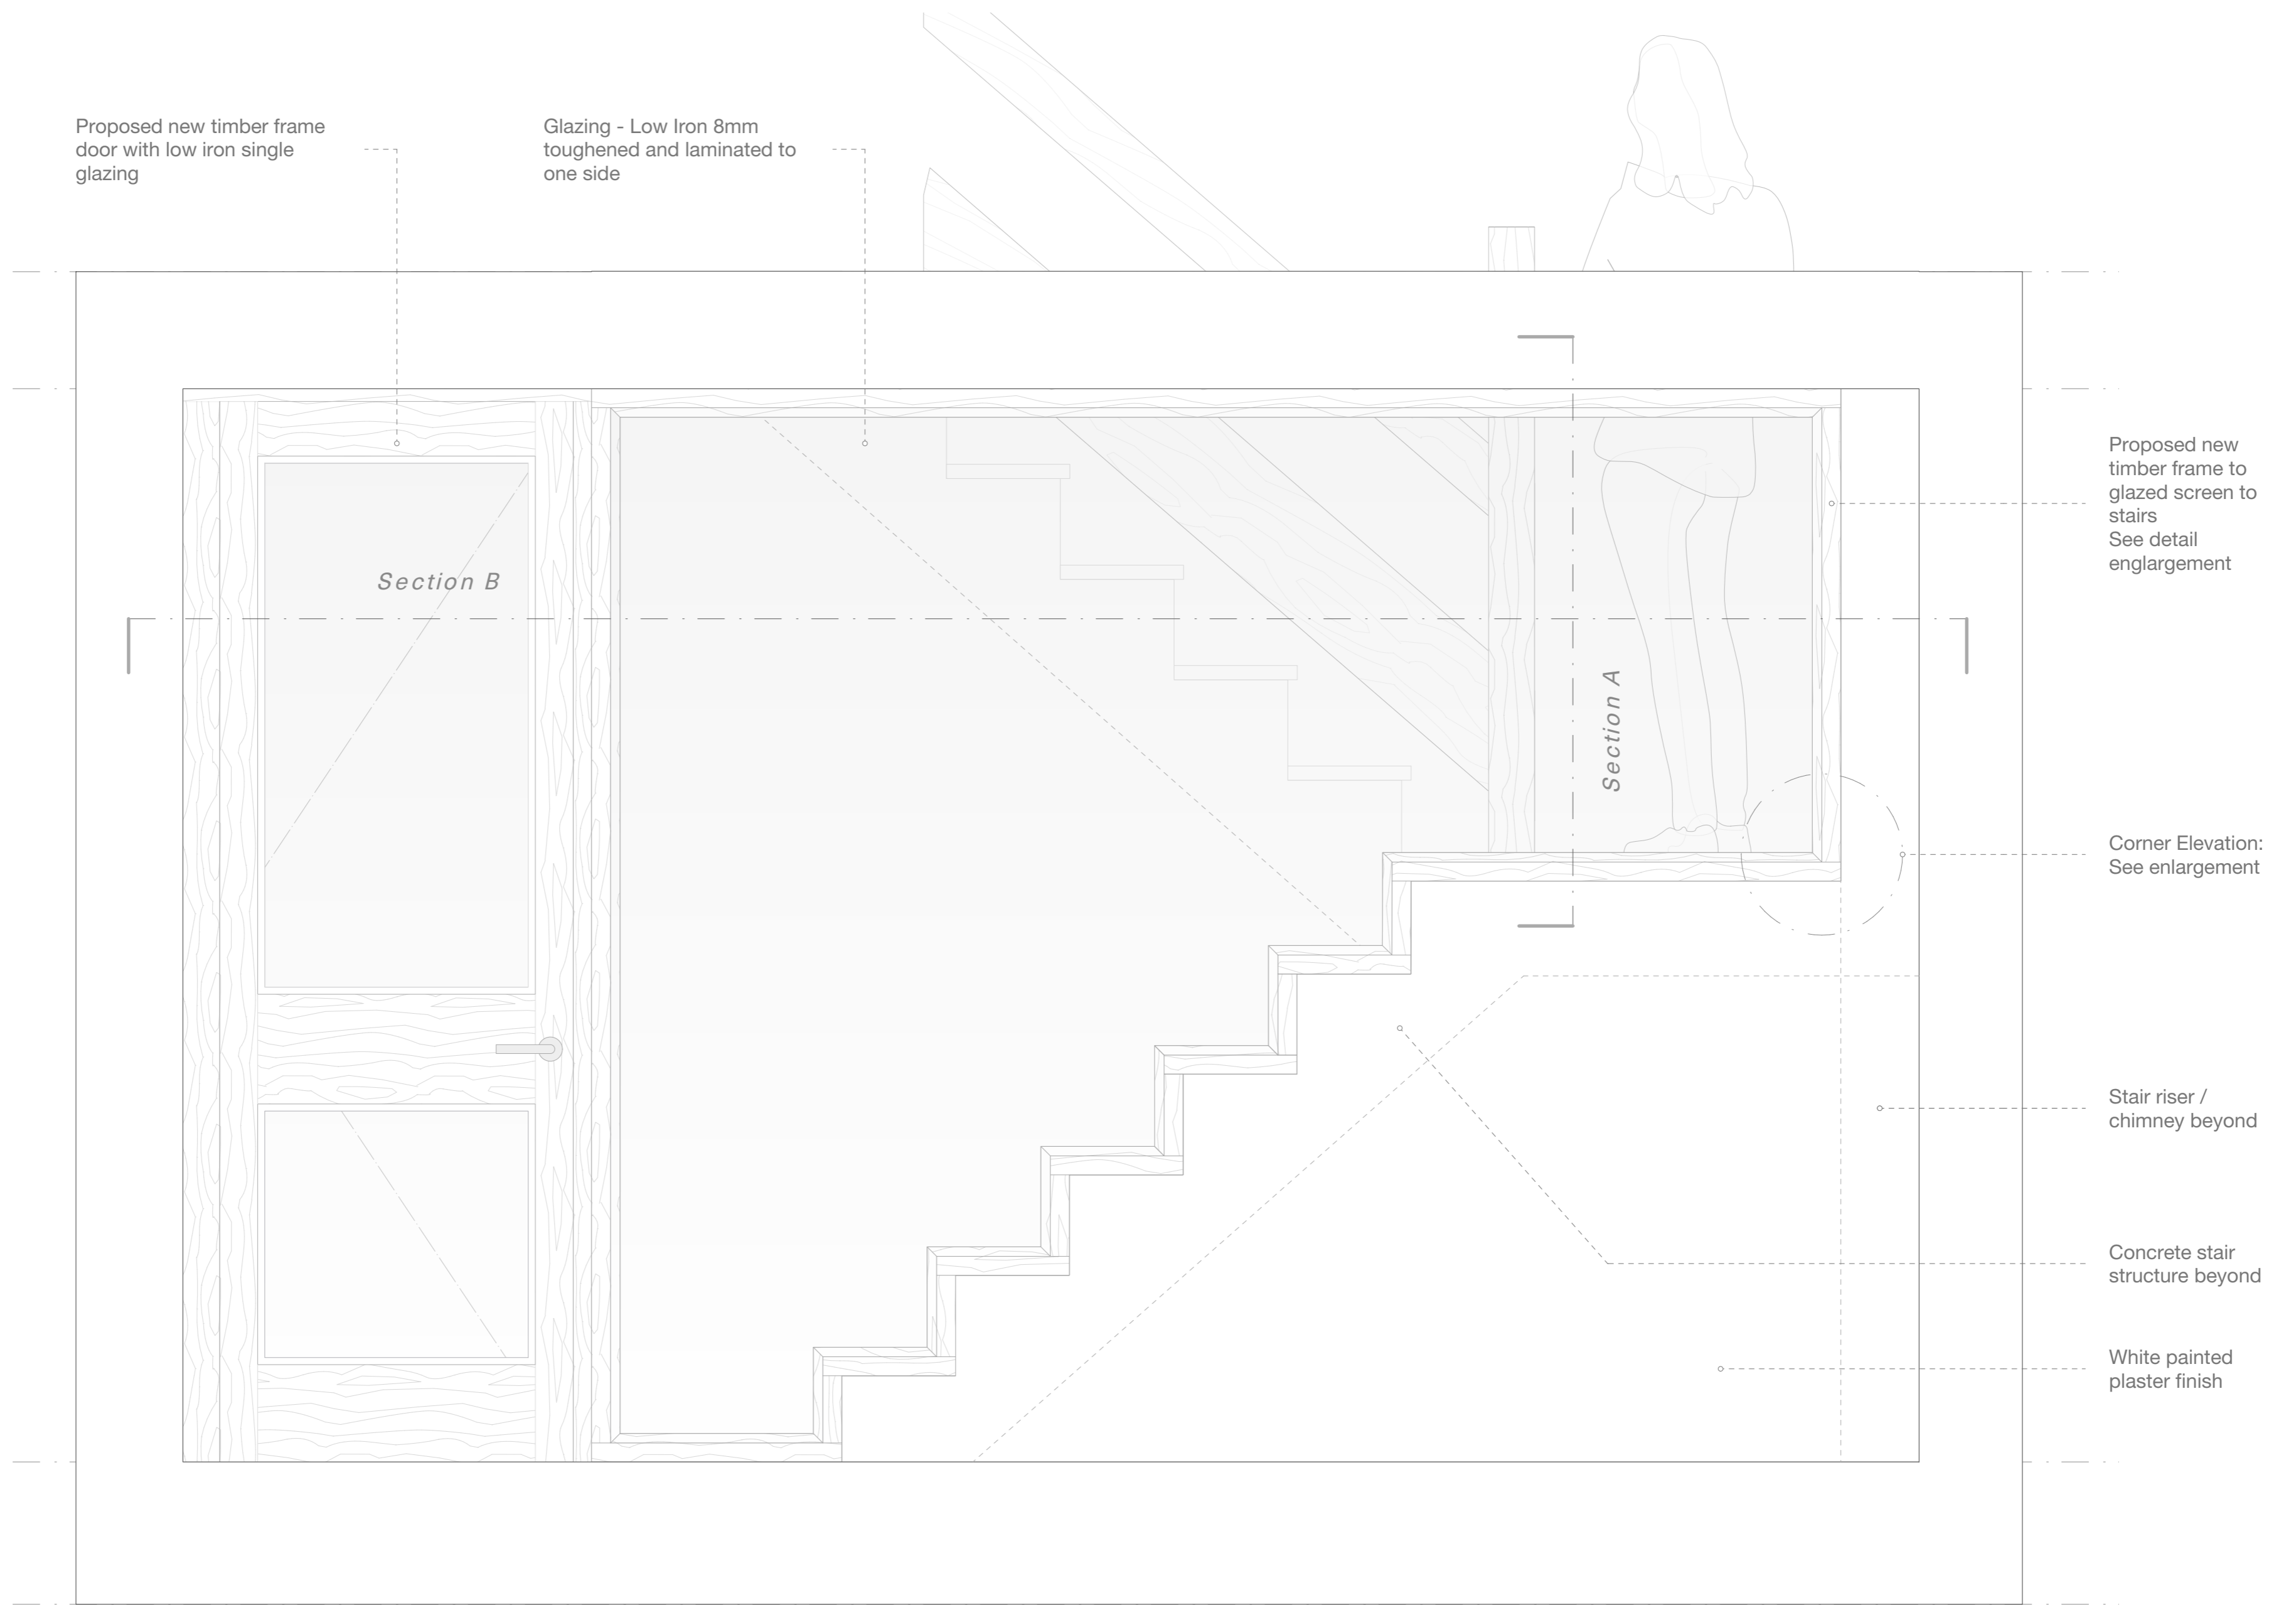 Proposed new timber frame
door with low iron single
glazing
Glazing - Low Iron 8mm
toughened and laminated to
one side
Proposed new
timber frame to
glazed screen to
stairs
See detail
englargement
Section B
Section A
Corner Elevation:
See enlargement
Stair riser /
chimney beyond
Concrete stair
structure beyond
White painted
plaster finish